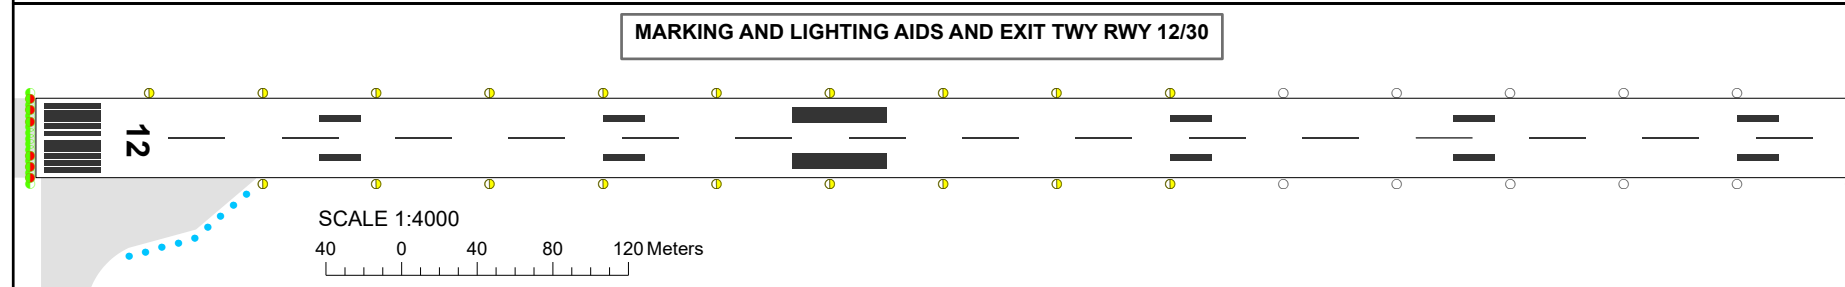 MARKING AND LIGHTING AIDS AND EXIT TWY RWY 12/30
12
SCALE 1:4000
40 0 40 80 120 Meters